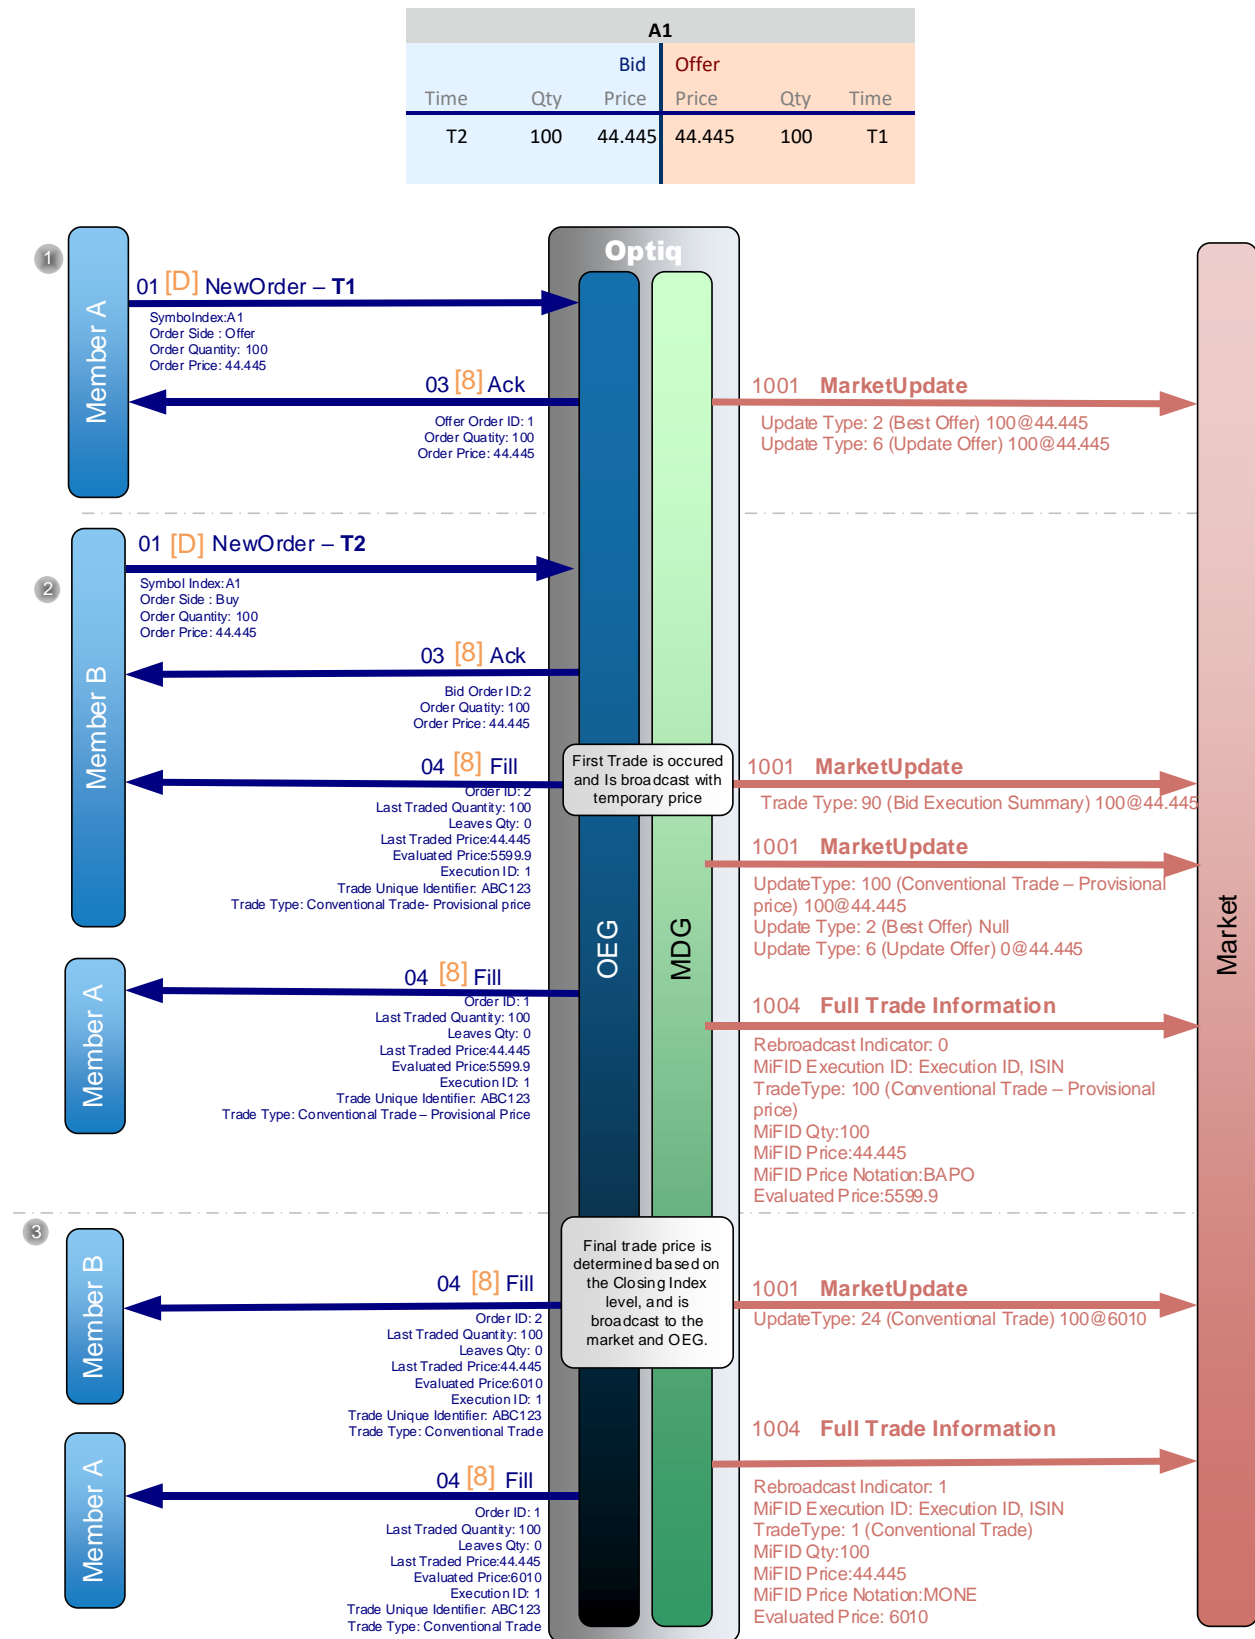 A1
Bid Offer
Time Qty Price Price Qty Time
T2 100 44.445 44.445 100 T1
Optiq
1
Member A
01 [D] NewOrder – T1
SymbolIndex:A1
Order Side : Offer
Order Quantity: 100
Order Price: 44.445
03 [8] Ack
Offer Order ID: 1
Order Quatity: 100
Order Price: 44.445
1001 MarketUpdate
Update Type: 2 (Best Offer) 100@44.445
Update Type: 6 (Update Offer) 100@44.445
2
Member B
01 [D] NewOrder – T2
Symbol Index:A1
Order Side : Buy
Order Quantity: 100
Order Price: 44.445
03 [8] Ack
Bid Order ID:2
Order Quatity: 100
Order Price: 44.445
04 [8] Fill
Order ID: 2
Last Traded Quantity: 100
Leaves Qty: 0
Last Traded Price:44.445
Evaluated Price:5599.9
Execution ID: 1
Trade Unique Identifier: ABC123
Trade Type: Conventional Trade- Provisional price
First Trade is occured
and Is broadcast with
temporary price
1001 MarketUpdate
Trade Type: 90 (Bid Execution Summary) 100@44.445
1001 MarketUpdate
UpdateType: 100 (Conventional Trade – Provisional
price) 100@44.445
Update Type: 2 (Best Offer) Null
Update Type: 6 (Update Offer) 0@44.445
OEG
MDG
Market
Member A
04 [8] Fill
Order ID: 1
Last Traded Quantity: 100
Leaves Qty: 0
Last Traded Price:44.445
Evaluated Price:5599.9
Execution ID: 1
Trade Unique Identifier: ABC123
Trade Type: Conventional Trade – Provisional Price
1004 Full Trade Information
Rebroadcast Indicator: 0
MiFID Execution ID: Execution ID, ISIN
TradeType: 100 (Conventional Trade – Provisional
price)
MiFID Qty:100
MiFID Price:44.445
MiFID Price Notation:BAPO
Evaluated Price:5599.9
3
Member B
04 [8] Fill
Order ID: 2
Last Traded Quantity: 100
Leaves Qty: 0
Last Traded Price:44.445
Evaluated Price:6010
Execution ID: 1
Trade Unique Identifier: ABC123
Trade Type: Conventional Trade
Final trade price is
determined based on
the Closing Index
level, and is
broadcast to the
market and OEG.
1001 MarketUpdate
UpdateType: 24 (Conventional Trade) 100@6010
Member A
04 [8] Fill
Order ID: 1
Last Traded Quantity: 100
Leaves Qty: 0
Last Traded Price:44.445
Evaluated Price:6010
Execution ID: 1
Trade Unique Identifier: ABC123
Trade Type: Conventional Trade
1004 Full Trade Information
Rebroadcast Indicator: 1
MiFID Execution ID: Execution ID, ISIN
TradeType: 1 (Conventional Trade)
MiFID Qty:100
MiFID Price:44.445
MiFID Price Notation:MONE
Evaluated Price: 6010